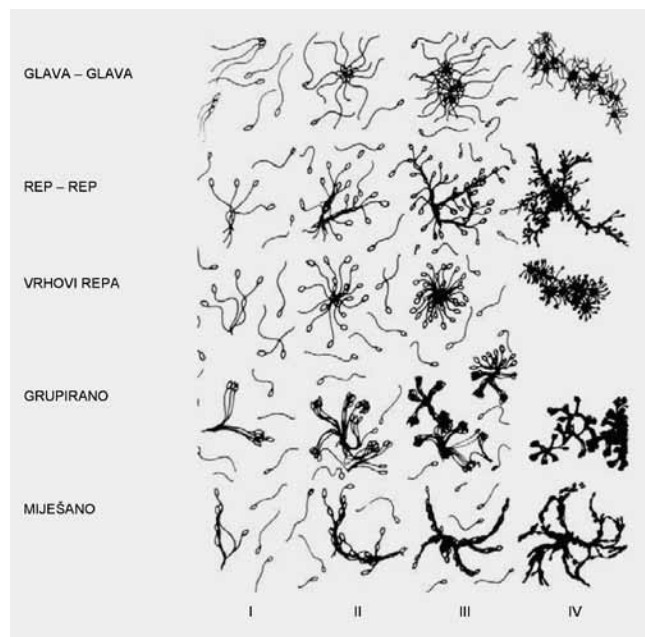 GLAVA – GLAVA
REP – REP
VRHOVI REPA
GRUPIRANO
MIJEŠANO
I II III IV